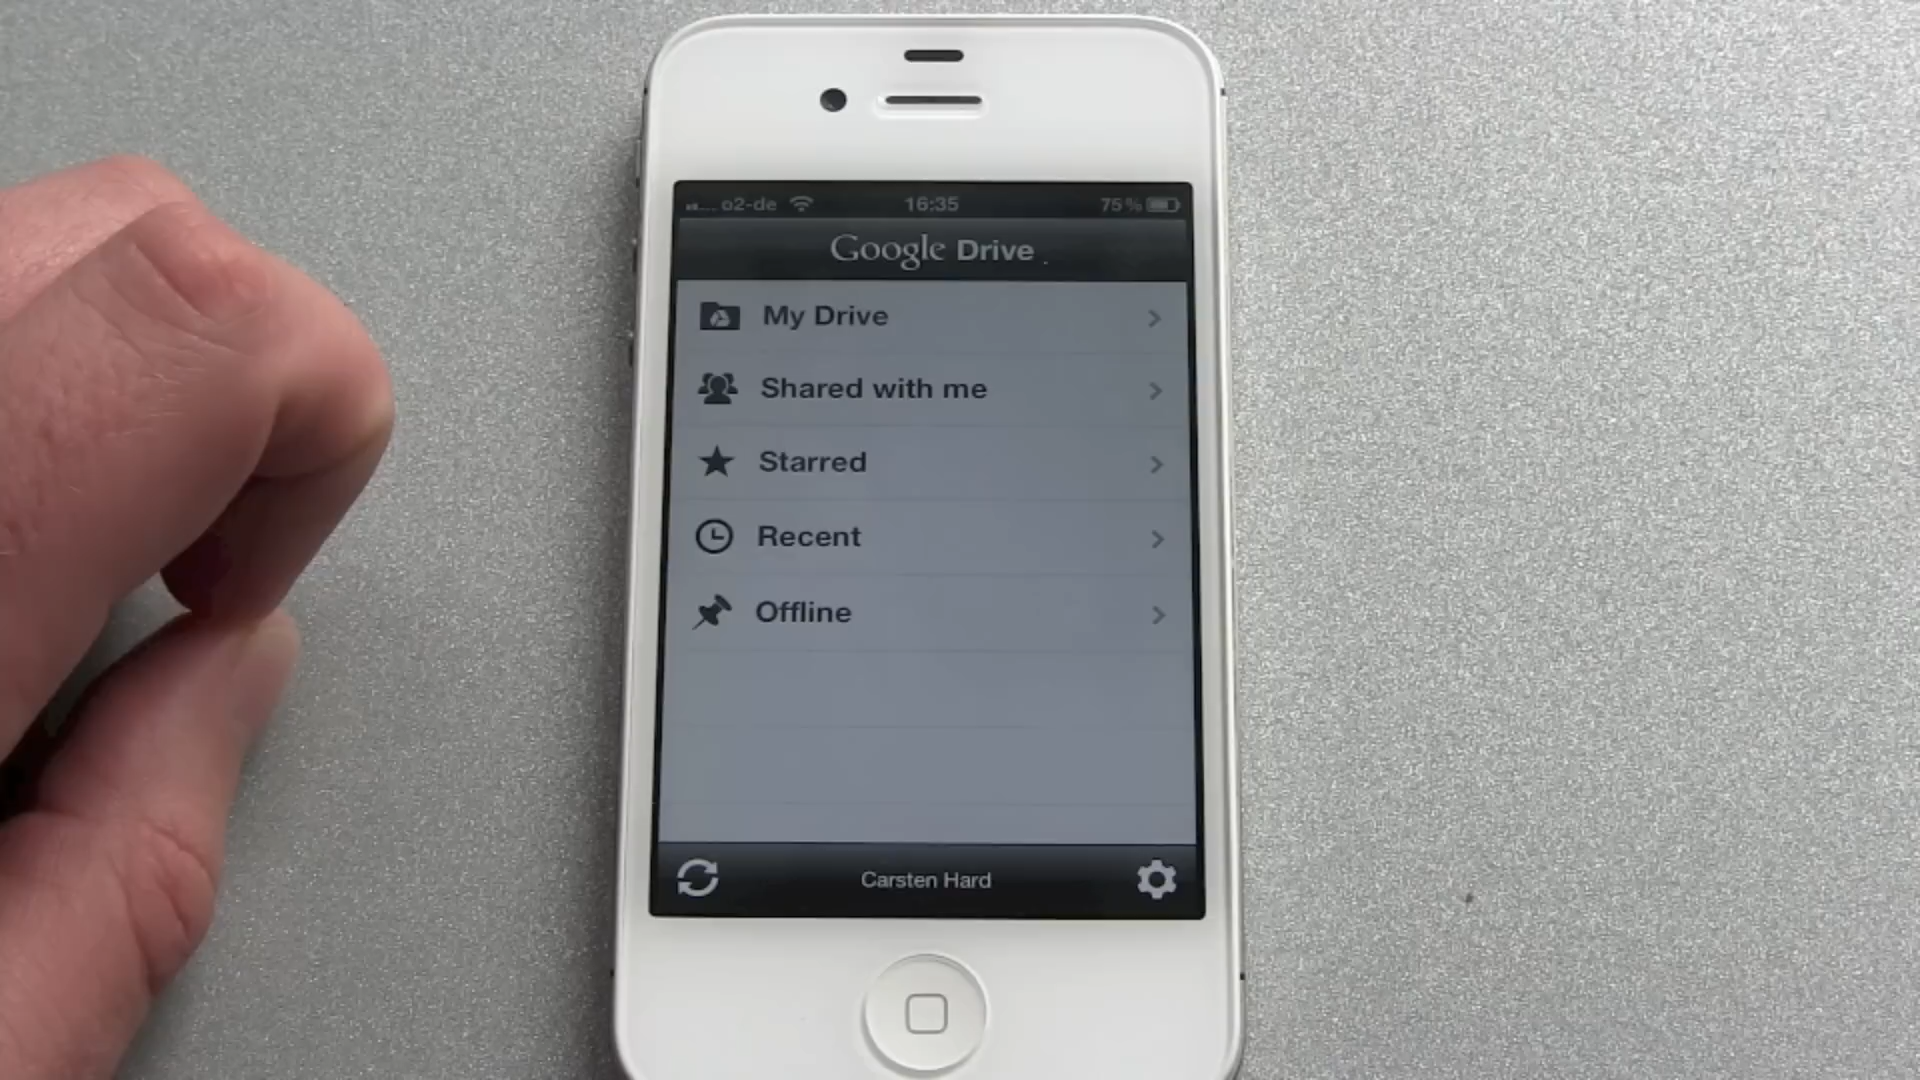 o2-de 16:35 75 %
Google Drive
My Drive
Shared with me
Starred
Recent
Offline
Carsten Hard